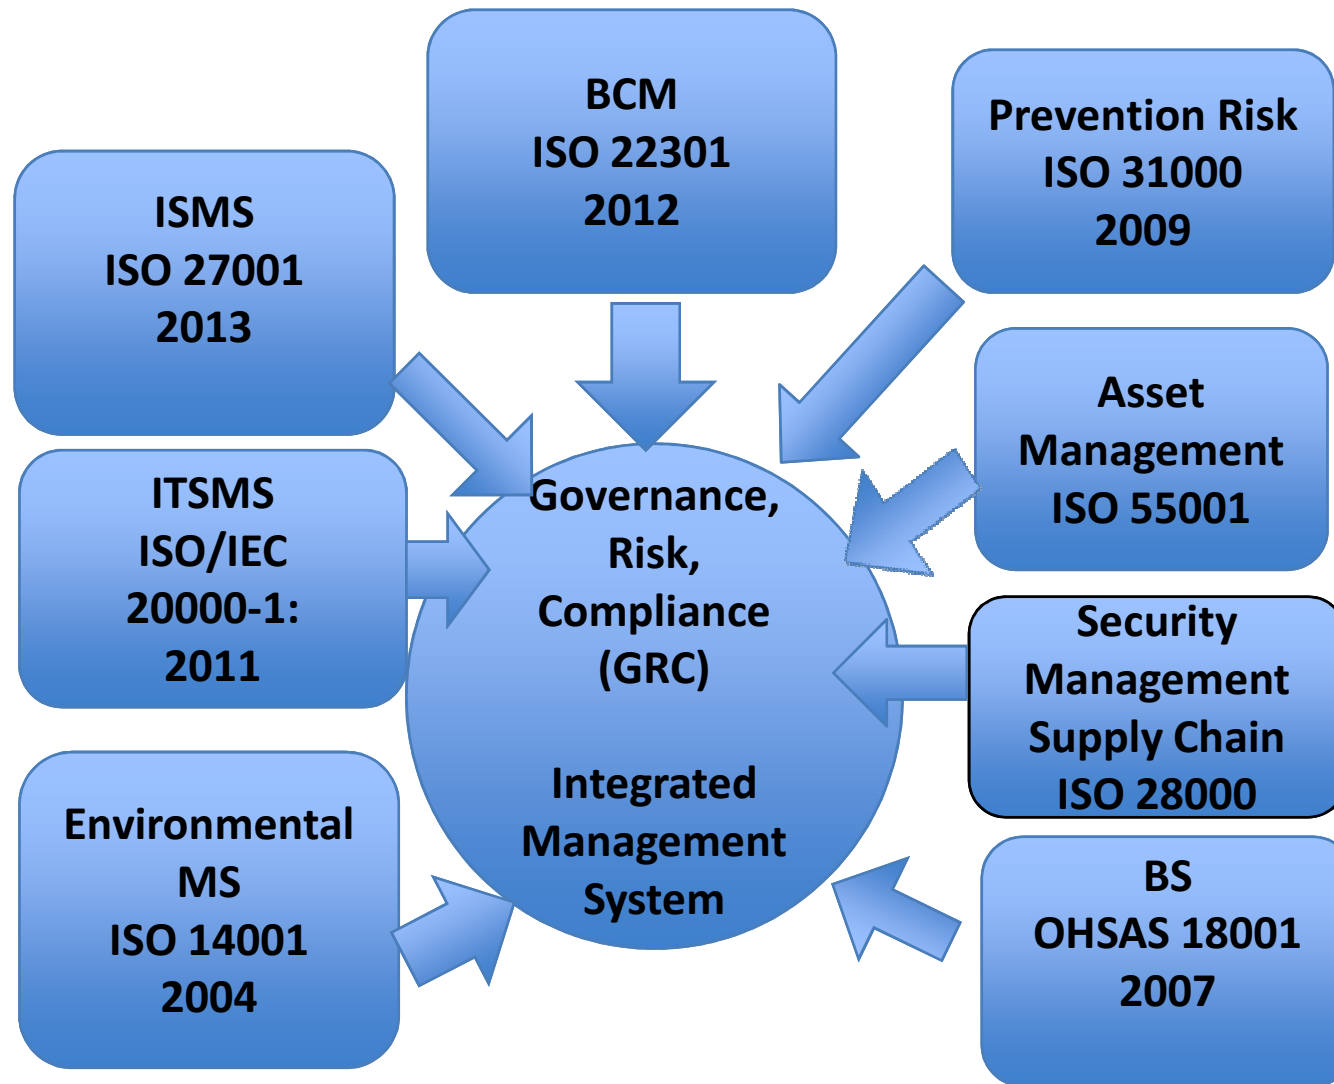 BCM
ISO 22301
2012
Prevention Risk
ISO 31000
2009
ISMS
ISO 27001
2013
Asset
Management
ISO 55001
ITSMS
ISO/IEC
20000-1:
2011
Governance,
Risk,
Compliance
(GRC)
Integrated
Management
System
Security
Management
Supply Chain
ISO 28000
Environmental
MS
ISO 14001
2004
BS
OHSAS 18001
2007